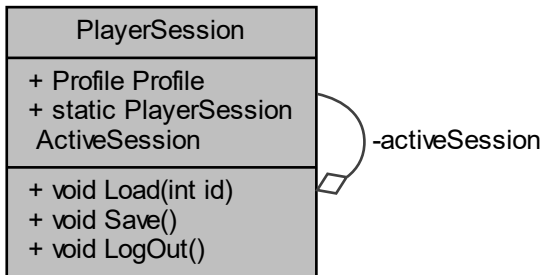 PlayerSession
+ Profile Profile
+ static PlayerSession
ActiveSession
-activeSession
+ void Load(int id)
+ void Save()
+ void LogOut()